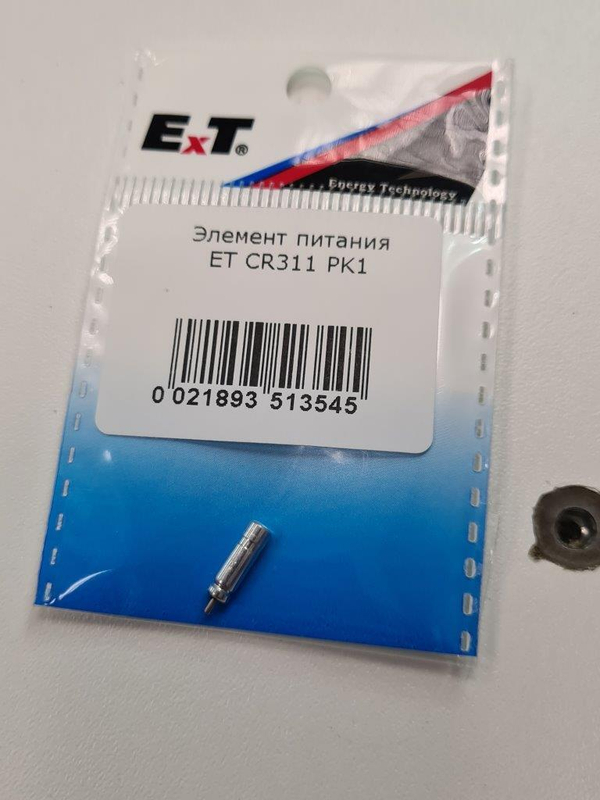 ExT®
Energy Technology
Элемент питания
ET CR311 PK1
0 021893 513545